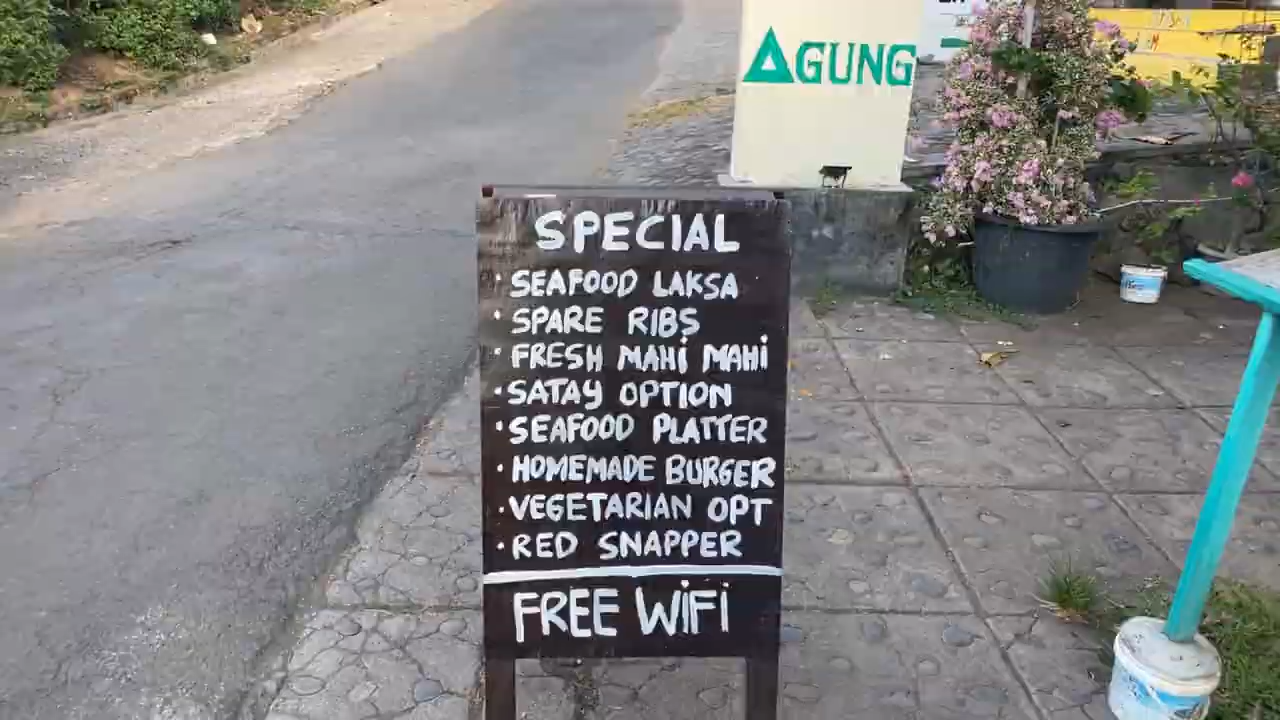 AGUNG
SPECIAL
· SEAFOOD LAKSA
· SPARE RIBS
· FRESH MAHi MAHi
· SATAY OPTION
· SEAFOOD PLATTER
· HOMEMADE BURGER
· VEGETARIAN OPT
· RED SNAPPER
FREE WiFi